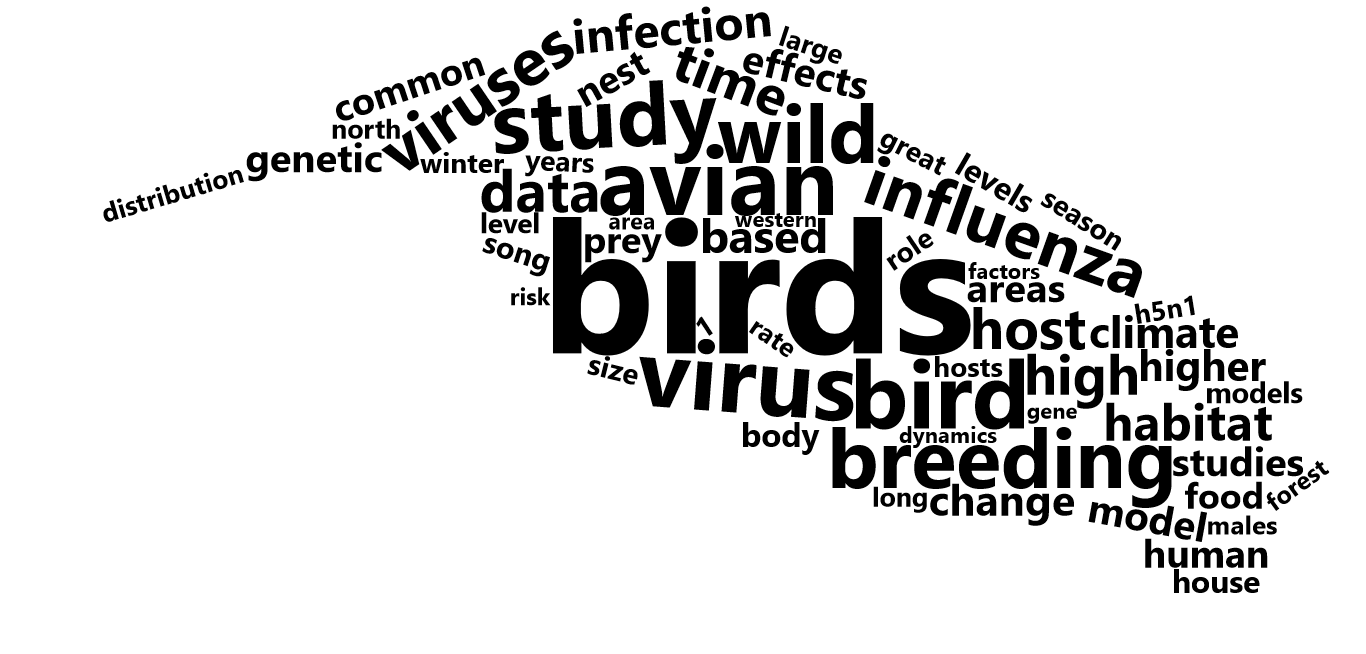 infection
large
common
viruses
nest
time
effects
north
study
wild
genetic
winter
years
great
levels
distribution
data
avian
influenza
season
level
area
western
song
prey
based
role
birds
factors
risk
areas
h5n1
7
rate
host
climate
size
virus
hosts
high
higher
bird
gene
models
body
dynamics
habitat
breeding
studies
long
change
food
forest
model
males
human
house